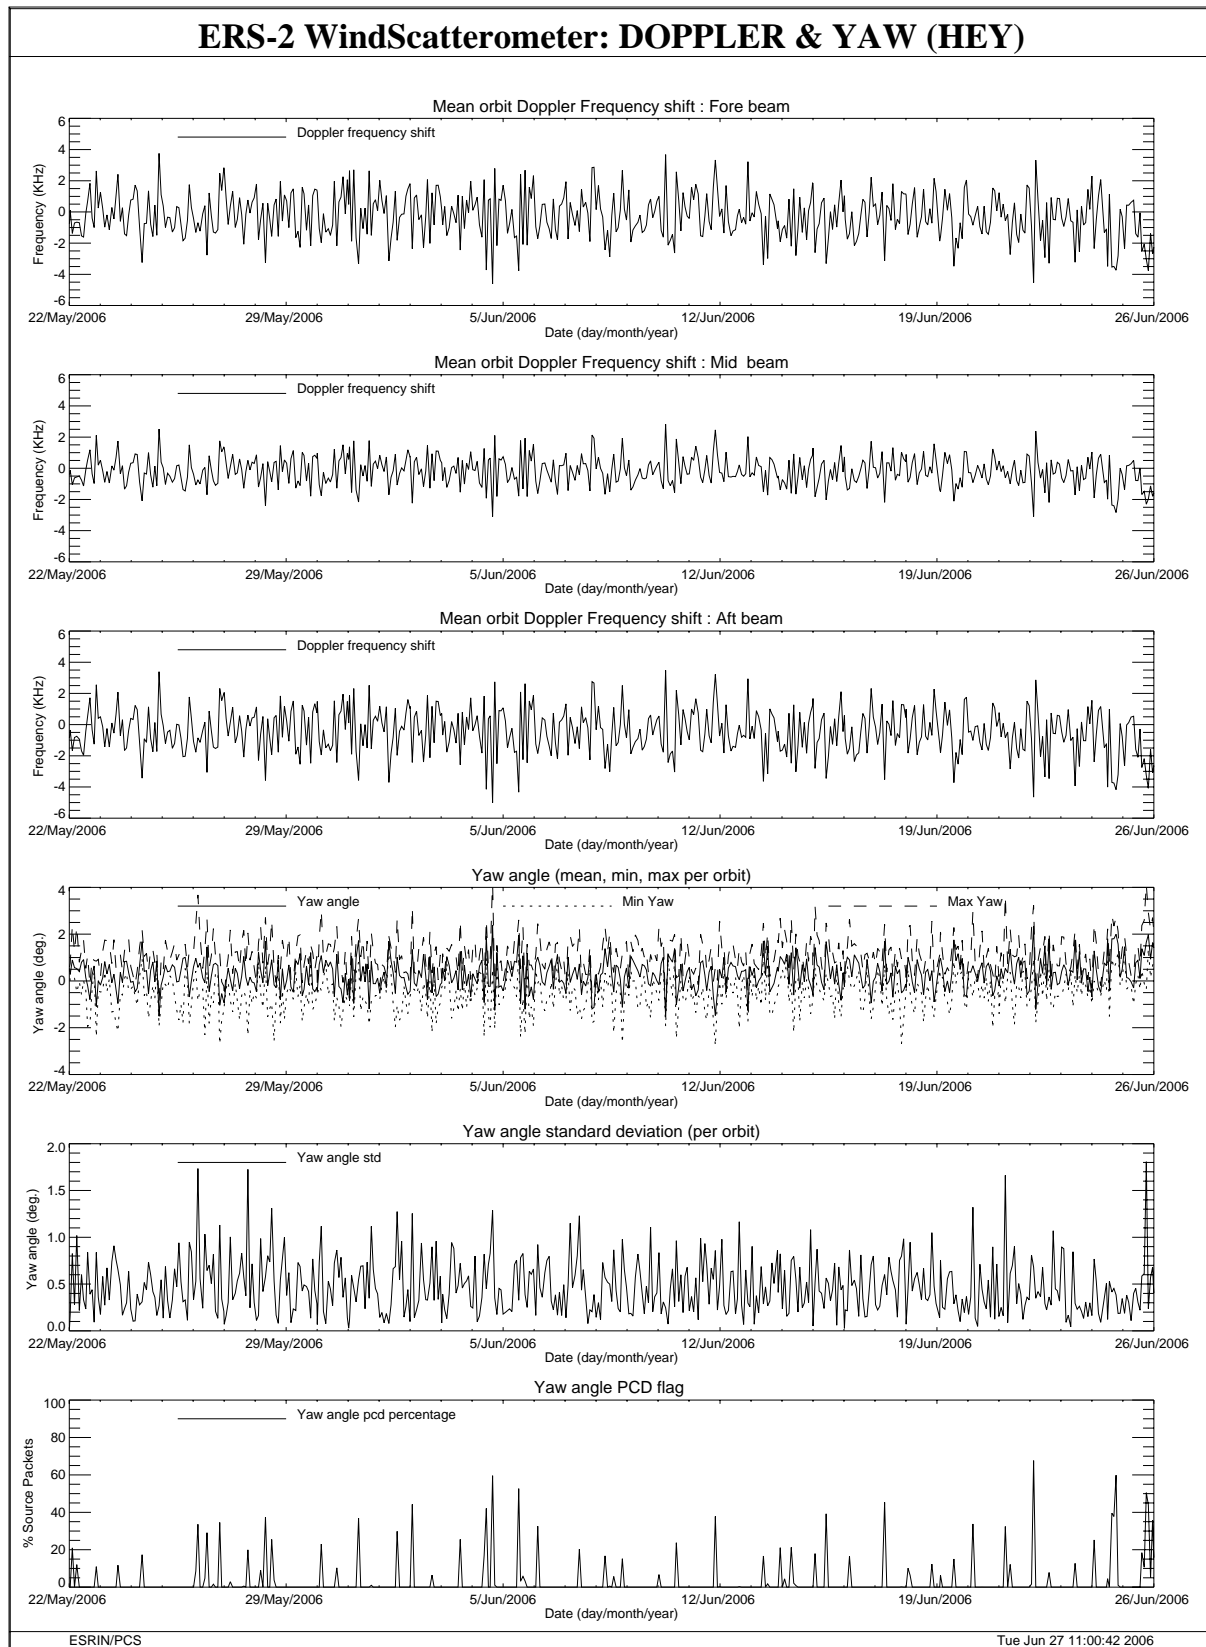 ERS-2 WindScatterometer: DOPPLER & YAW (HEY)
Mean orbit Doppler Frequency shift : Fore beam
Doppler frequency shift
Frequency (KHz)
6
4
2
0
-2
-4
-6
22/May/2006 29/May/2006 5/Jun/2006 12/Jun/2006 19/Jun/2006 26/Jun/2006
Date (day/month/year)
Mean orbit Doppler Frequency shift : Mid  beam
Doppler frequency shift
Frequency (KHz)
6
4
2
0
-2
-4
-6
22/May/2006 29/May/2006 5/Jun/2006 12/Jun/2006 19/Jun/2006 26/Jun/2006
Date (day/month/year)
Mean orbit Doppler Frequency shift : Aft beam
Doppler frequency shift
Frequency (KHz)
6
4
2
0
-2
-4
-6
22/May/2006 29/May/2006 5/Jun/2006 12/Jun/2006 19/Jun/2006 26/Jun/2006
Date (day/month/year)
Yaw angle (mean, min, max per orbit)
Yaw angle Min Yaw Max Yaw
Yaw angle (deg.)
4
2
0
-2
-4
22/May/2006 29/May/2006 5/Jun/2006 12/Jun/2006 19/Jun/2006 26/Jun/2006
Date (day/month/year)
Yaw angle standard deviation (per orbit)
Yaw angle std
Yaw angle (deg.)
2.0
1.5
1.0
0.5
0.0
22/May/2006 29/May/2006 5/Jun/2006 12/Jun/2006 19/Jun/2006 26/Jun/2006
Date (day/month/year)
Yaw angle PCD flag
Yaw angle pcd percentage
% Source Packets
100
80
60
40
20
0
22/May/2006 29/May/2006 5/Jun/2006 12/Jun/2006 19/Jun/2006 26/Jun/2006
Date (day/month/year)
ESRIN/PCS Tue Jun 27 11:00:42 2006